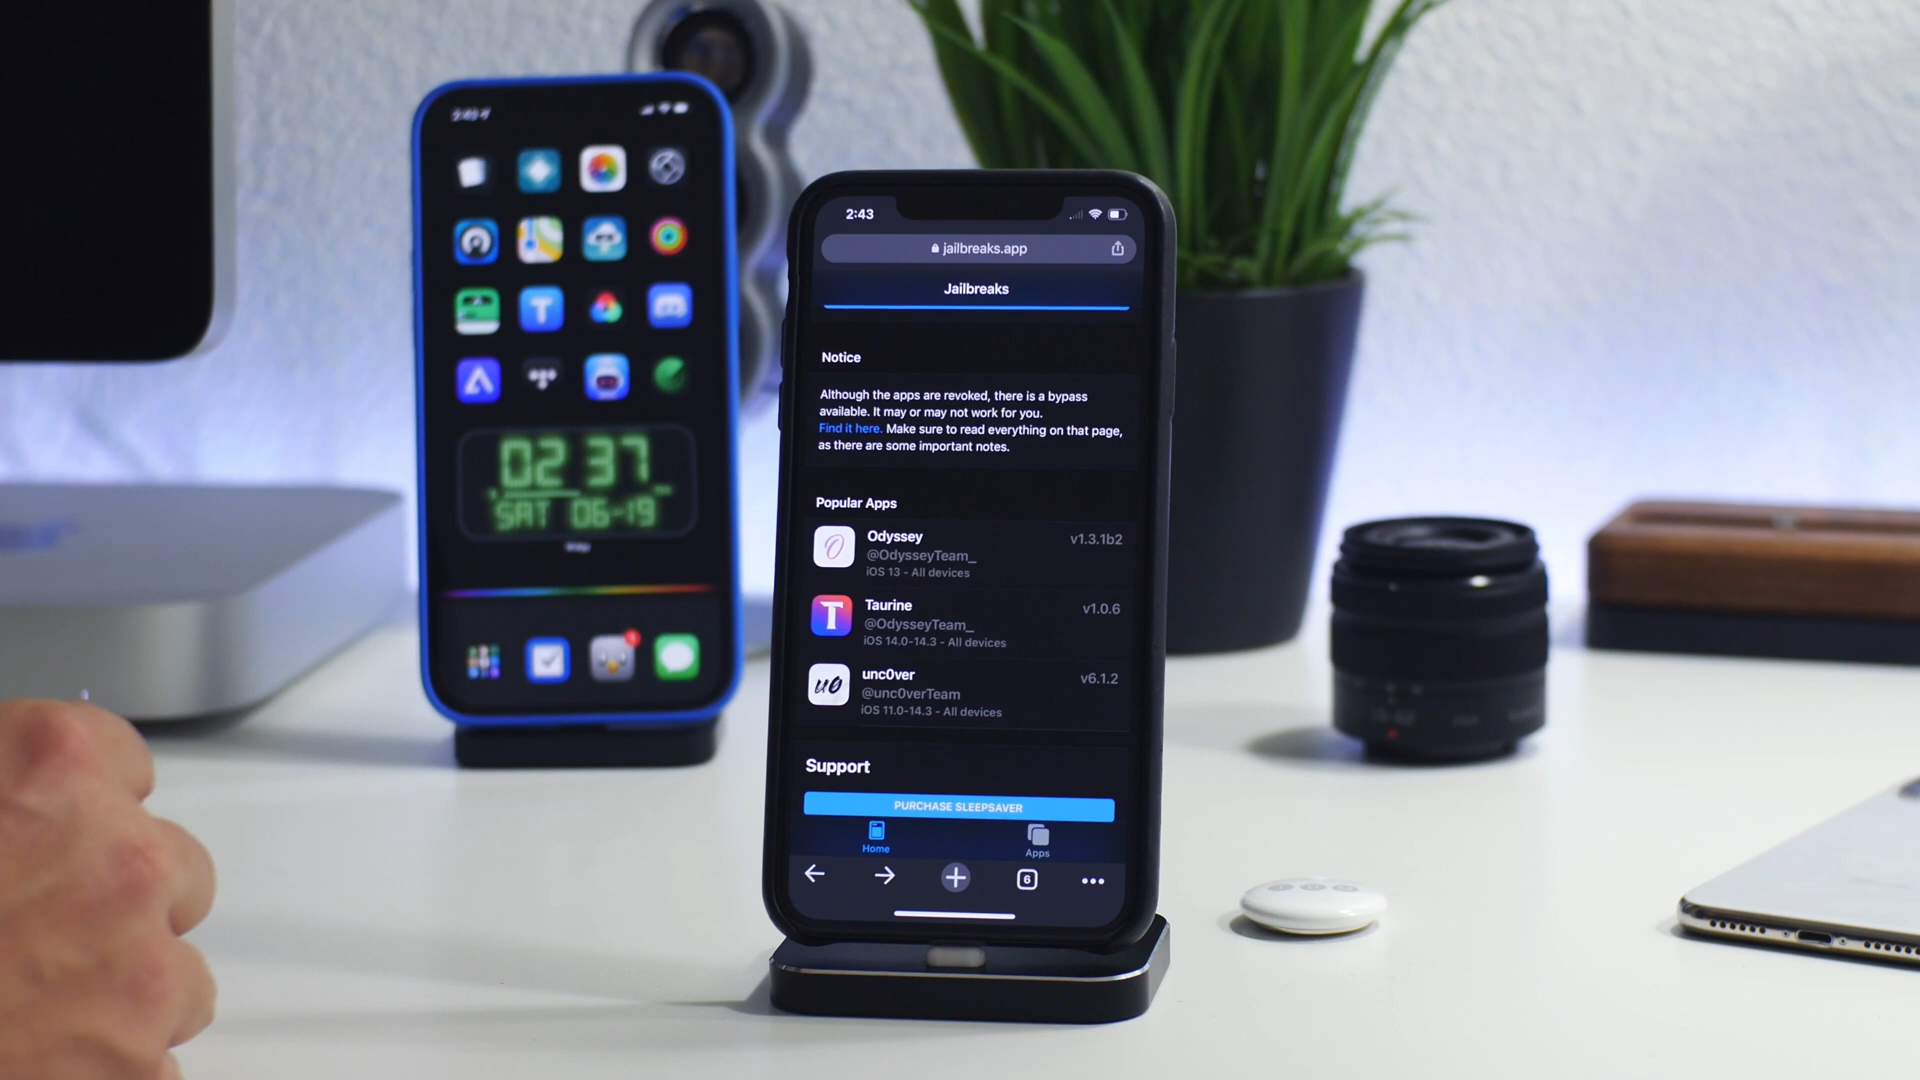 2:43
02 37
SAT 06-19
2:43
jailbreaks.app
Jailbreaks
Notice
Although the apps are revoked, there is a bypass
available. It may or may not work for you.
Find it here. Make sure to read everything on that page,
as there are some important notes.
Popular Apps
Odyssey
v1.3.1b2
@OdysseyTeam_
iOS 13 - All devices
T
Taurine
v1.0.6
@OdysseyTeam_
iOS 14.0-14.3 - All devices
u0
unc0ver
v6.1.2
@unc0verTeam
iOS 11.0-14.3 - All devices
Support
PURCHASE SLEEPSAVER
Home
Apps
6